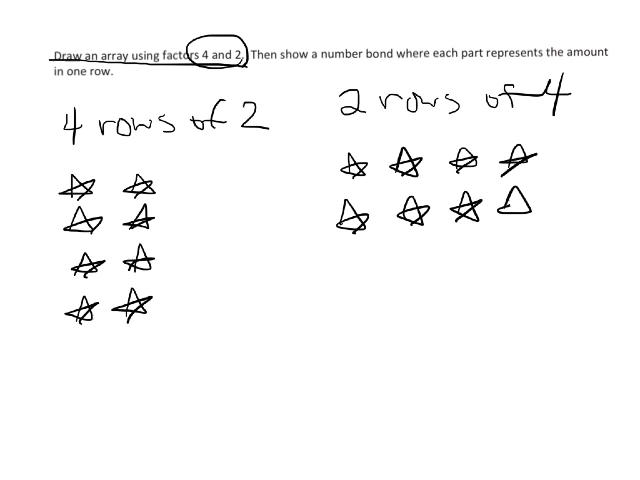 Draw an array using factors 4 and 2. Then show a number bond where each part represents the amount
in one row.
4 rows of 2
2 rows of 4